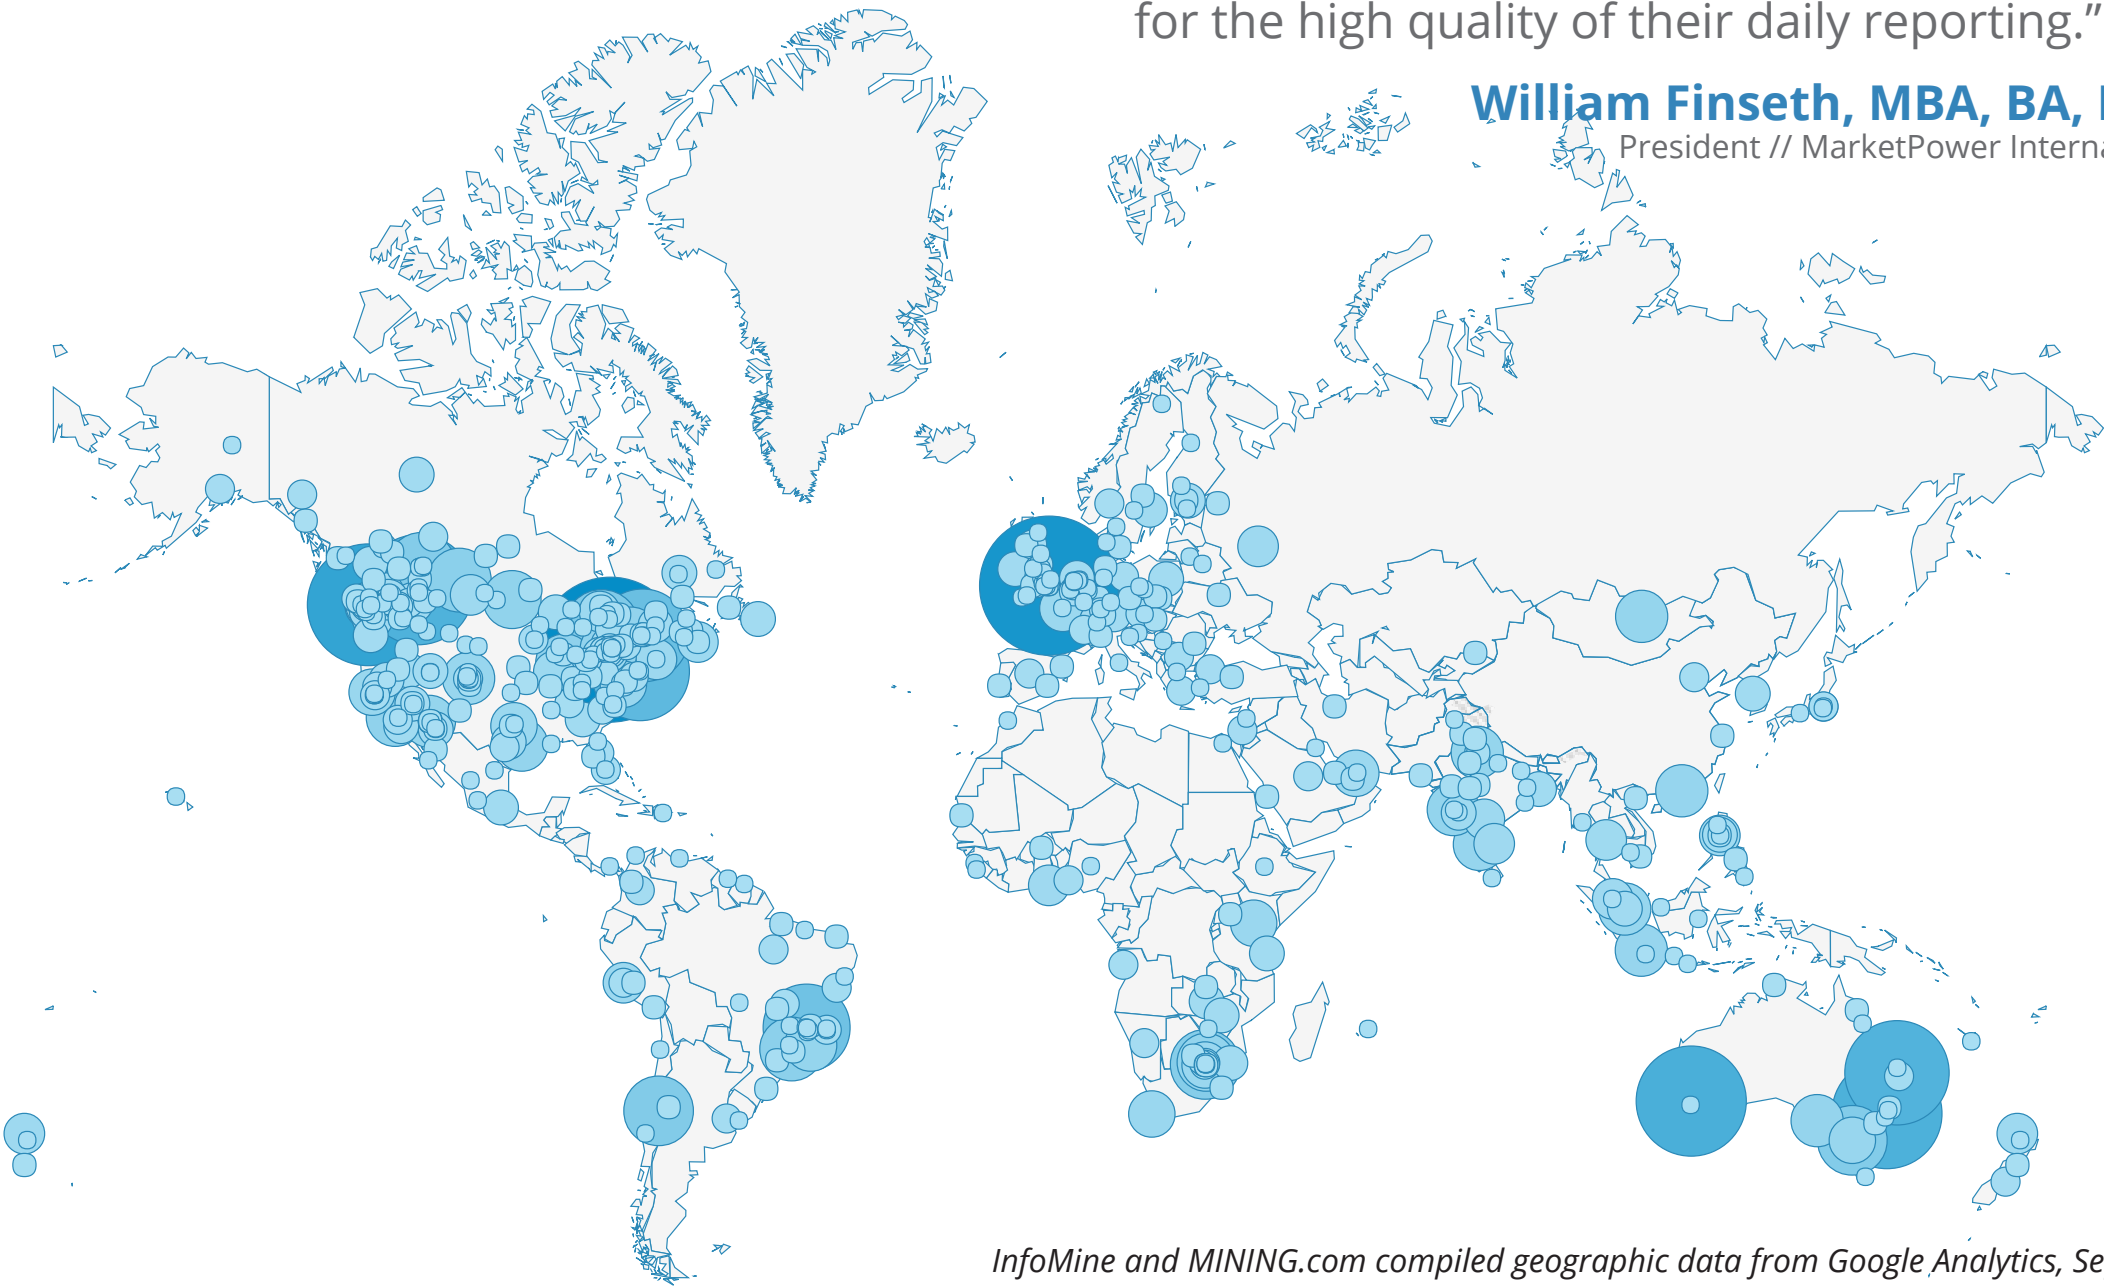 for the high quality of their daily reporting.”
William Finseth, MBA, BA,
President // MarketPower
InfoMine and MINING.com compiled geographic data from Google Analytics,